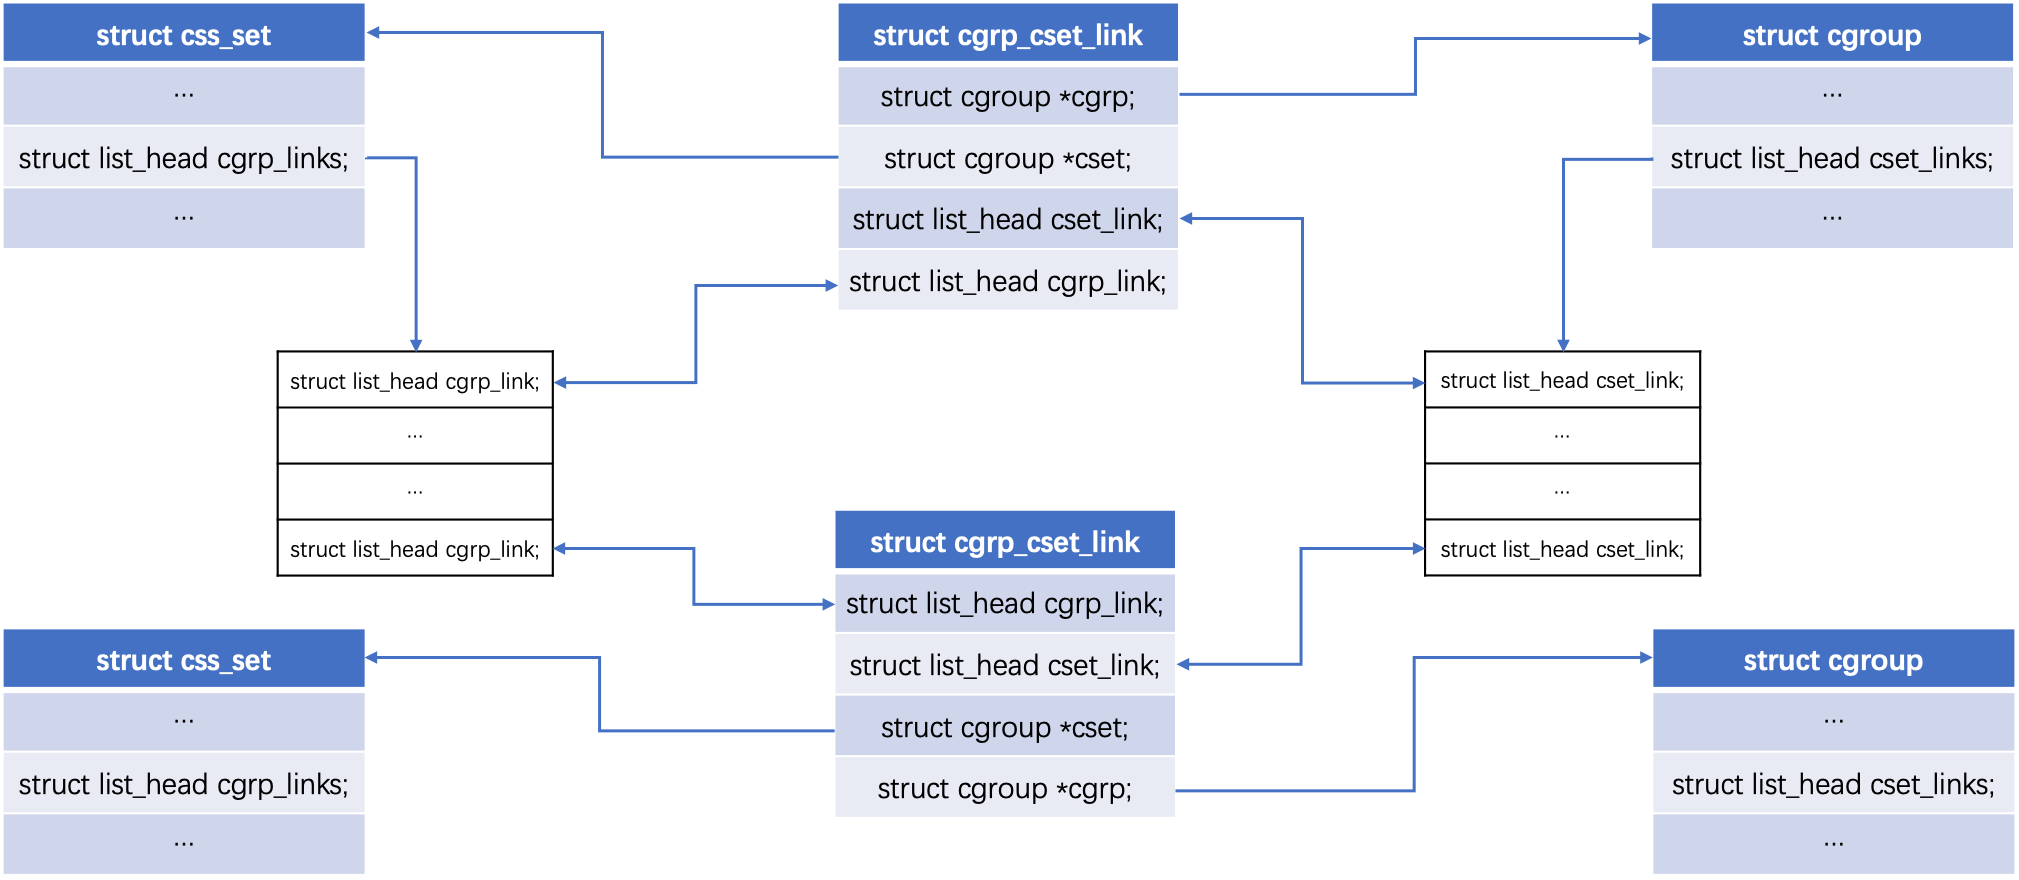 struct css_set
...
struct list_head cgrp_links;
...
struct cgrp_cset_link
struct cgroup *cgrp;
struct cgroup *cset;
struct list_head cset_link;
struct list_head cgrp_link;
struct cgroup
...
struct list_head cset_links;
...
struct list_head cgrp_link;
...
...
struct list_head cgrp_link;
struct list_head cset_link;
...
...
struct list_head cset_link;
struct css_set
...
struct list_head cgrp_links;
...
struct cgrp_cset_link
struct list_head cgrp_link;
struct list_head cset_link;
struct cgroup *cset;
struct cgroup *cgrp;
struct cgroup
...
struct list_head cset_links;
...